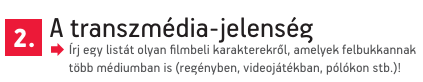 2. A transzmédia-jelenség
Írj egy listát olyan filmbeli karakterekről, amelyek felbukkannak
több médiumban is (regényben, videojátékban, pólókon stb.)!